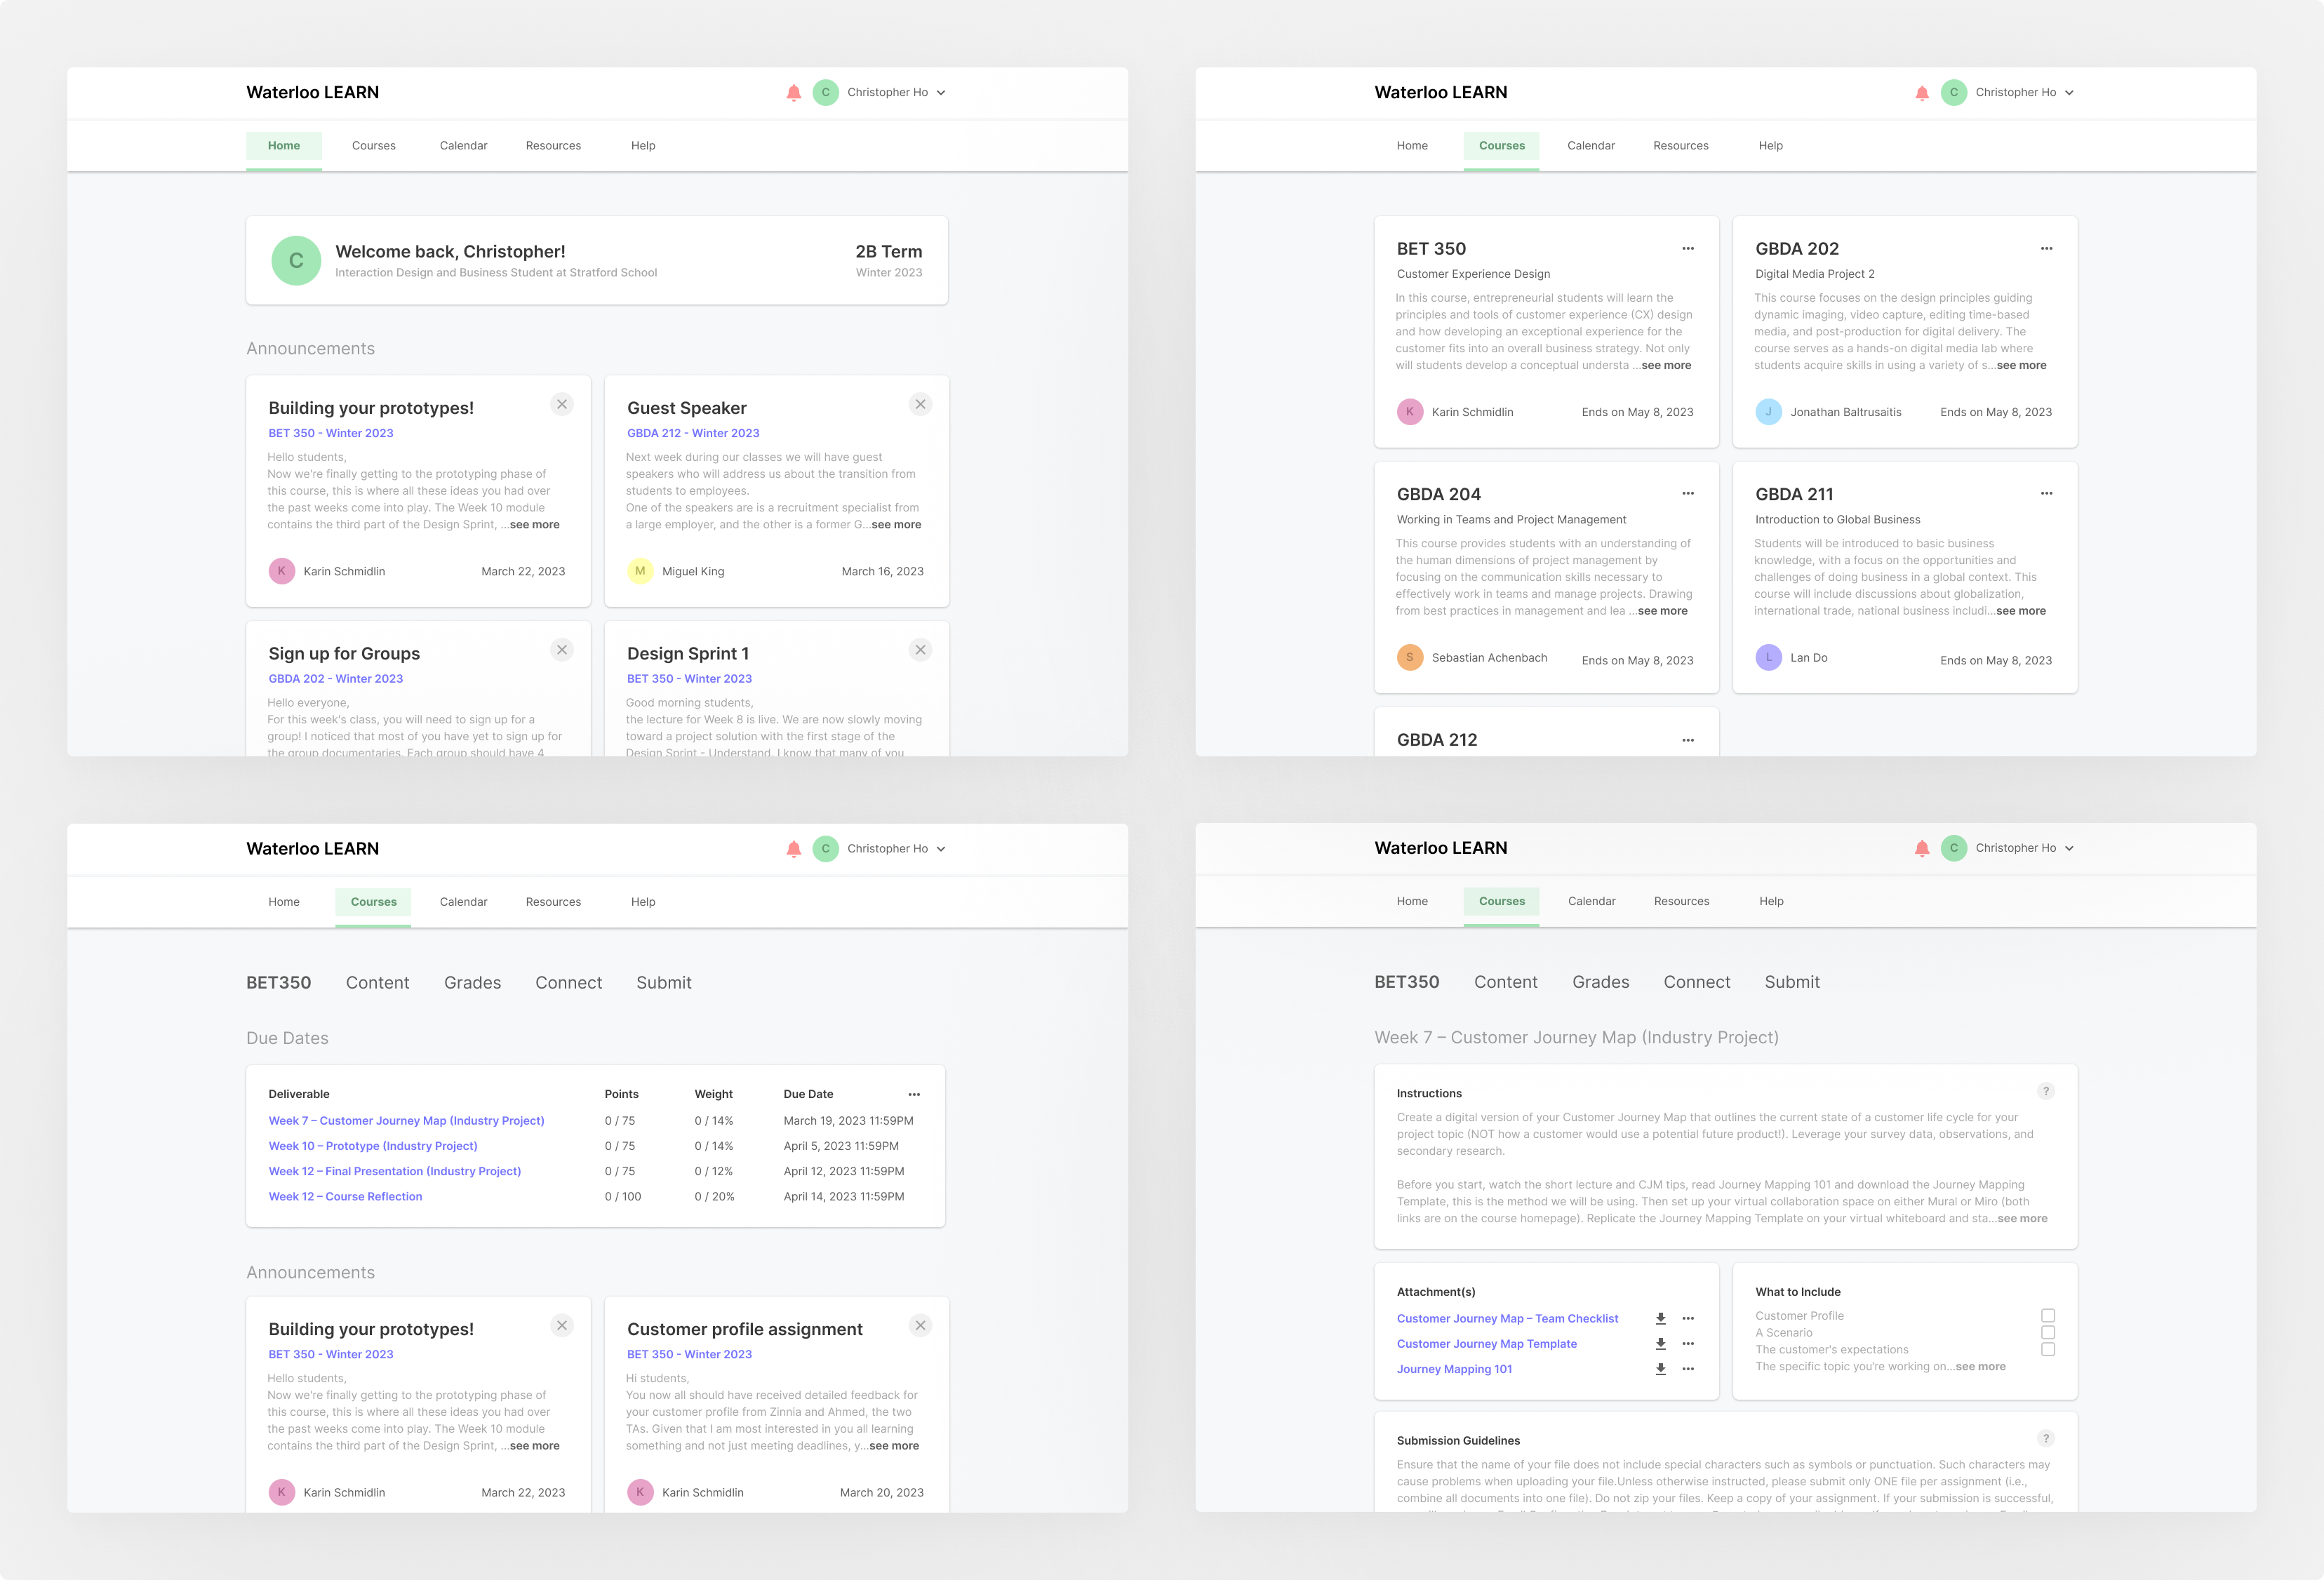 Waterloo LEARN
C Christopher Ho
Home Courses Calendar Resources Help
C
Welcome back, Christopher!
Interaction Design and Business Student at Stratford School
2B Term
Winter 2023
Announcements
Building your prototypes!
BET 350 - Winter 2023
Hello students,
Now we're finally getting to the prototyping phase of
this course, this is where all these ideas you had over
the past weeks come into play. The Week 10 module
contains the third part of the Design Sprint, ...see more
K Karin Schmidlin March 22, 2023
Guest Speaker
GBDA 212 - Winter 2023
Next week during our classes we will have guest
speakers who will address us about the transition from
students to employees.
One of the speakers are is a recruitment specialist from
a large employer, and the other is a former G...see more
M Miguel King March 16, 2023
Sign up for Groups
GBDA 202 - Winter 2023
Hello everyone,
For this week's class, you will need to sign up for a
group! I noticed that most of you have yet to sign up for
the group documentaries. Each group should have 4
Design Sprint 1
BET 350 - Winter 2023
Good morning students,
the lecture for Week 8 is live. We are now slowly moving
toward a project solution with the first stage of the
Design Sprint - Understand. I know that many of you
Waterloo LEARN
C Christopher Ho
Home Courses Calendar Resources Help
BET 350
Customer Experience Design
In this course, entrepreneurial students will learn the
principles and tools of customer experience (CX) design
and how developing an exceptional experience for the
customer fits into an overall business strategy. Not only
will students develop a conceptual understa ...see more
K Karin Schmidlin Ends on May 8, 2023
GBDA 202
Digital Media Project 2
This course focuses on the design principles guiding
dynamic imaging, video capture, editing time-based
media, and post-production for digital delivery. The
course serves as a hands-on digital media lab where
students acquire skills in using a variety of s...see more
J Jonathan Baltrusaitis Ends on May 8, 2023
GBDA 204
Working in Teams and Project Management
This course provides students with an understanding of
the human dimensions of project management by
focusing on the communication skills necessary to
effectively work in teams and manage projects. Drawing
from best practices in management and lea ...see more
S Sebastian Achenbach Ends on May 8, 2023
GBDA 211
Introduction to Global Business
Students will be introduced to basic business
knowledge, with a focus on the opportunities and
challenges of doing business in a global context. This
course will include discussions about globalization,
international trade, national business includi...see more
L Lan Do Ends on May 8, 2023
GBDA 212
Waterloo LEARN
C Christopher Ho
Home Courses Calendar Resources Help
BET350 Content Grades Connect Submit
Due Dates
Deliverable Points Weight Due Date
Week 7 – Customer Journey Map (Industry Project) 0 / 75 0 / 14% March 19, 2023 11:59PM
Week 10 – Prototype (Industry Project) 0 / 75 0 / 14% April 5, 2023 11:59PM
Week 12 – Final Presentation (Industry Project) 0 / 75 0 / 12% April 12, 2023 11:59PM
Week 12 – Course Reflection 0 / 100 0 / 20% April 14, 2023 11:59PM
Announcements
Building your prototypes!
BET 350 - Winter 2023
Hello students,
Now we're finally getting to the prototyping phase of
this course, this is where all these ideas you had over
the past weeks come into play. The Week 10 module
contains the third part of the Design Sprint, ...see more
K Karin Schmidlin March 22, 2023
Customer profile assignment
BET 350 - Winter 2023
Hi students,
You now all should have received detailed feedback for
your customer profile from Zinnia and Ahmed, the two
TAs. Given that I am most interested in you all learning
something and not just meeting deadlines, y...see more
K Karin Schmidlin March 20, 2023
Waterloo LEARN
C Christopher Ho
Home Courses Calendar Resources Help
BET350 Content Grades Connect Submit
Week 7 – Customer Journey Map (Industry Project)
Instructions ?
Create a digital version of your Customer Journey Map that outlines the current state of a customer life cycle for your
project topic (NOT how a customer would use a potential future product!). Leverage your survey data, observations, and
secondary research.
Before you start, watch the short lecture and CJM tips, read Journey Mapping 101 and download the Journey Mapping
Template, this is the method we will be using. Then set up your virtual collaboration space on either Mural or Miro (both
links are on the course homepage). Replicate the Journey Mapping Template on your virtual whiteboard and sta...see more
Attachment(s)
Customer Journey Map – Team Checklist
Customer Journey Map Template
Journey Mapping 101
What to Include
Customer Profile
A Scenario
The customer's expectations
The specific topic you're working on...see more
Submission Guidelines ?
Ensure that the name of your file does not include special characters such as symbols or punctuation. Such characters may
cause problems when uploading your file.Unless otherwise instructed, please submit only ONE file per assignment (i.e.,
combine all documents into one file). Do not zip your files. Keep a copy of your assignment. If your submission is successful,